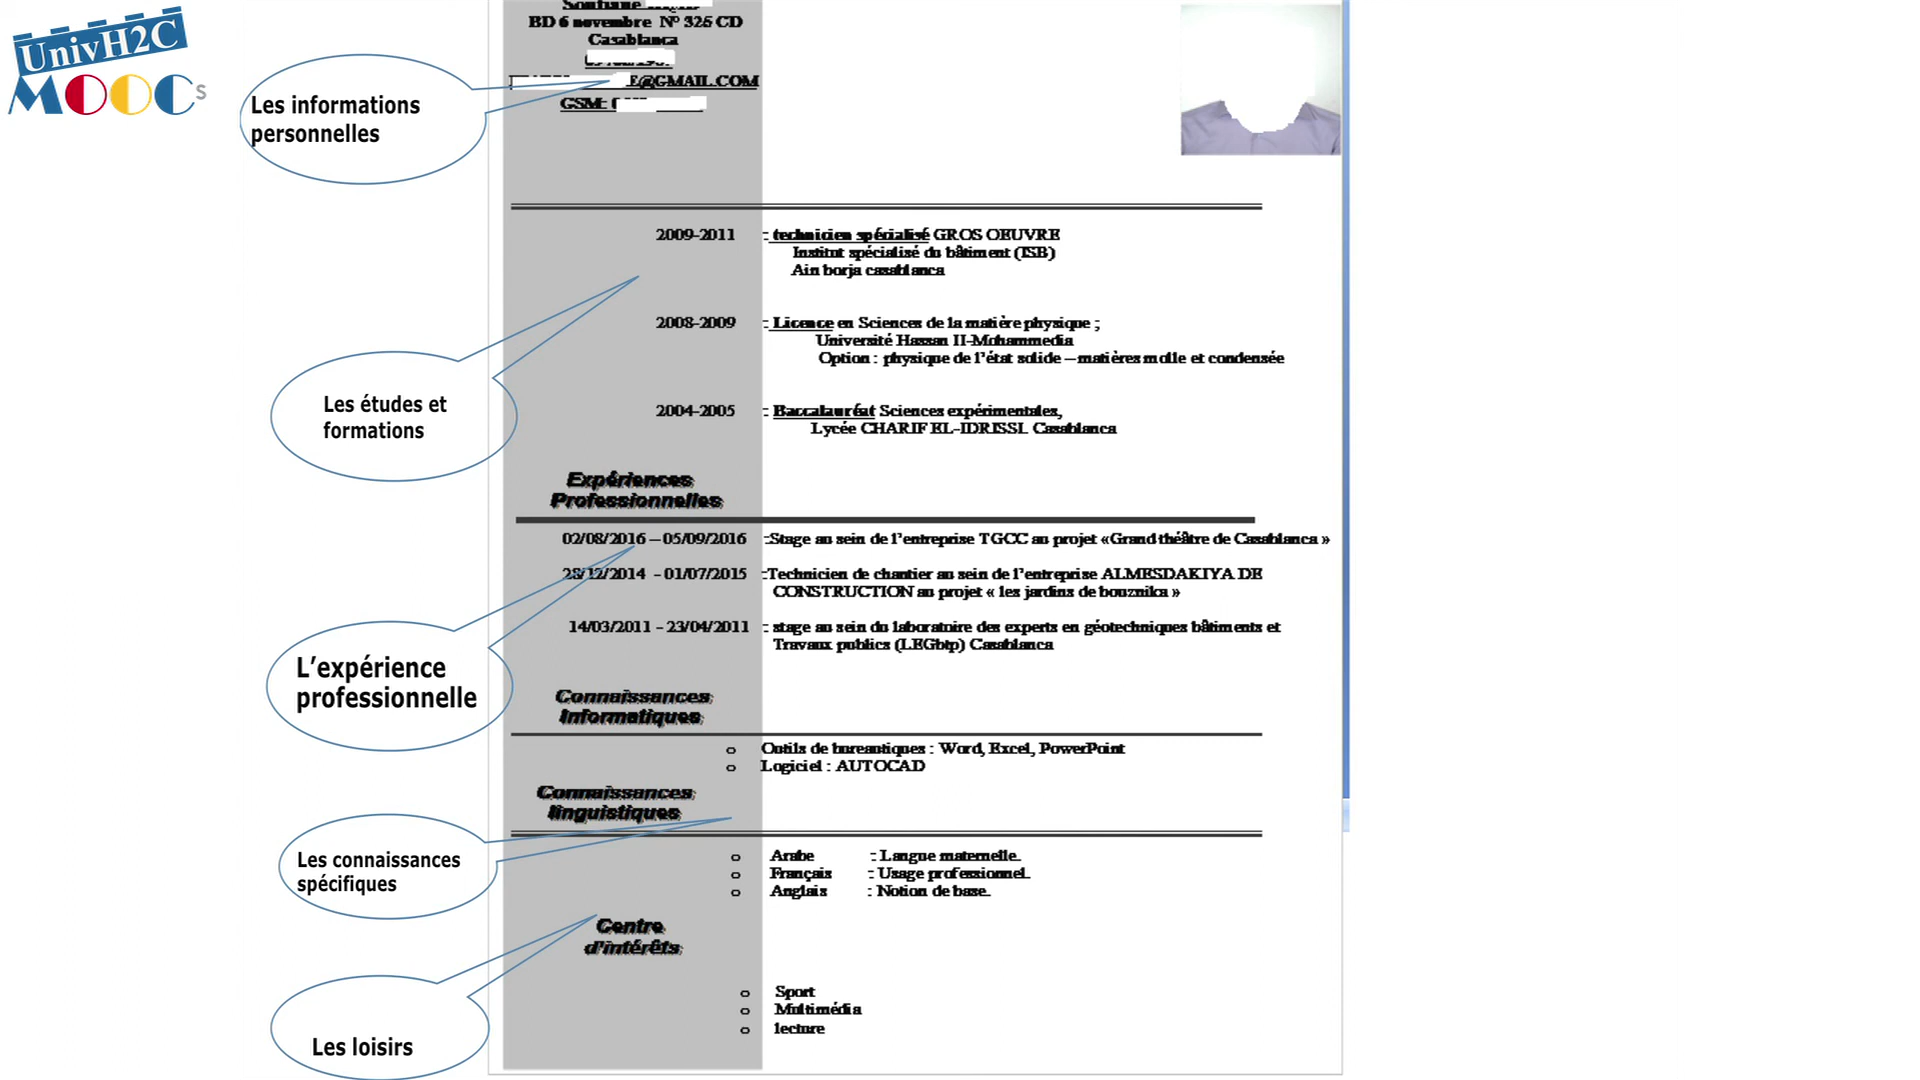 UnivH2C
MOOCs
Soufiane
BD 6 novembre N° 326 CD
Casablanca
E@GMAIL.COM
GSM:
Les informations
personnelles
2009-2011 : technicien spécialisé GROS OEUVRE
Institut spécialisé du bâtiment (ISB)
Ain borja casablanca
2008-2009 : Licence en Sciences de la matière physique ;
Université Hassan II-Mohammedia
Option : physique de l’état solide – matières molle et condensée
Les études et
formations
2004-2005 : Baccalauréat Sciences expérimentales,
Lycée CHARIF EL-IDRISSI. Casablanca
Expériences
Professionnelles
02/08/2016 – 05/09/2016 :Stage au sein de l’entreprise TGCC au projet «Grand théâtre de Casablanca »
28/12/2014 - 01/07/2015 :Technicien de chantier au sein de l’entreprise ALMESDAKIYA DE
CONSTRUCTION au projet « les jardins de bouznika »
14/03/2011 - 23/04/2011 : stage au sein du laboratoire des experts en géotechniques bâtiments et
Travaux publics (LEGbtp) Casablanca
L’expérience
professionnelle
Connaissances
Informatiques
o Outils de bureautiques : Word, Excel, PowerPoint
o Logiciel : AUTOCAD
Connaissances
linguistiques
Les connaissances
spécifiques
o Arabe : Langue maternelle.
o Français : Usage professionnel.
o Anglais : Notion de base.
Centre
d’intérêts
o Sport
o Multimédia
o lecture
Les loisirs